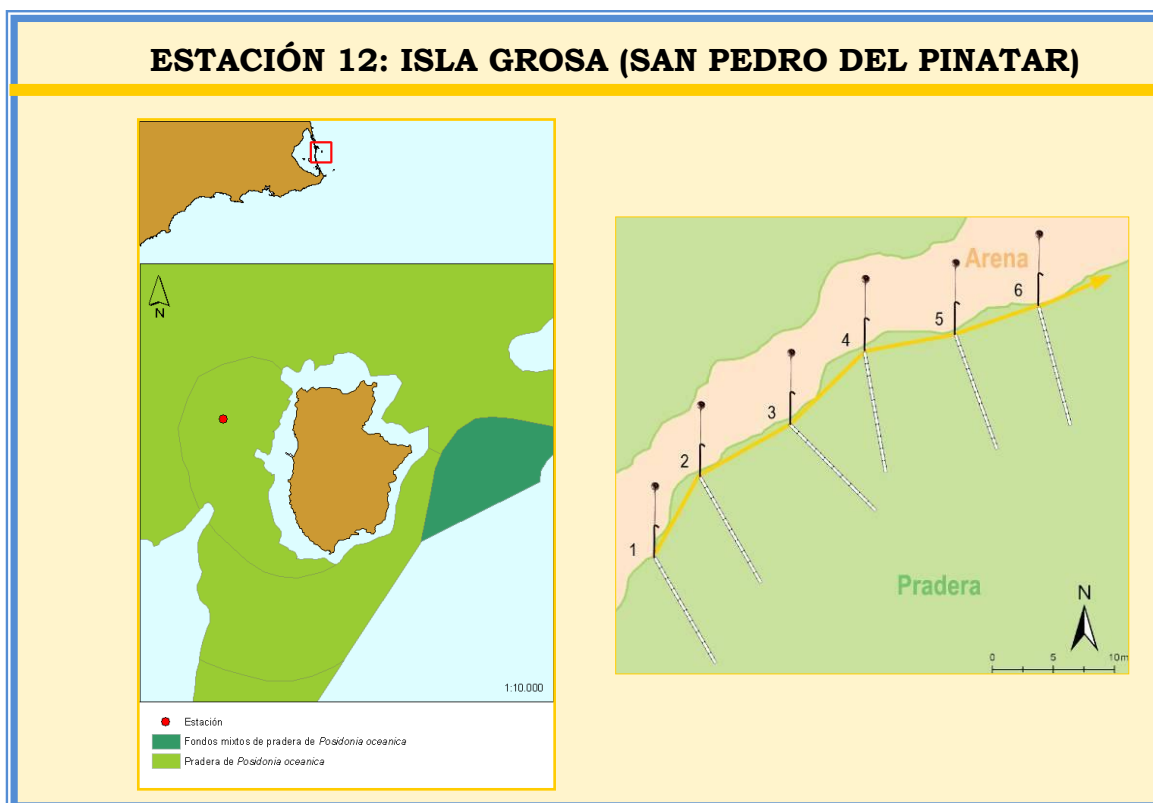 ESTACIÓN 12: ISLA GROSA (SAN PEDRO DEL PINATAR)
N
1:10.000
Estación
Fondos mixtos de pradera de Posidonia oceanica
Pradera de Posidonia oceanica
Arena
6
5
4
3
2
1
Pradera
N
0 5 10m